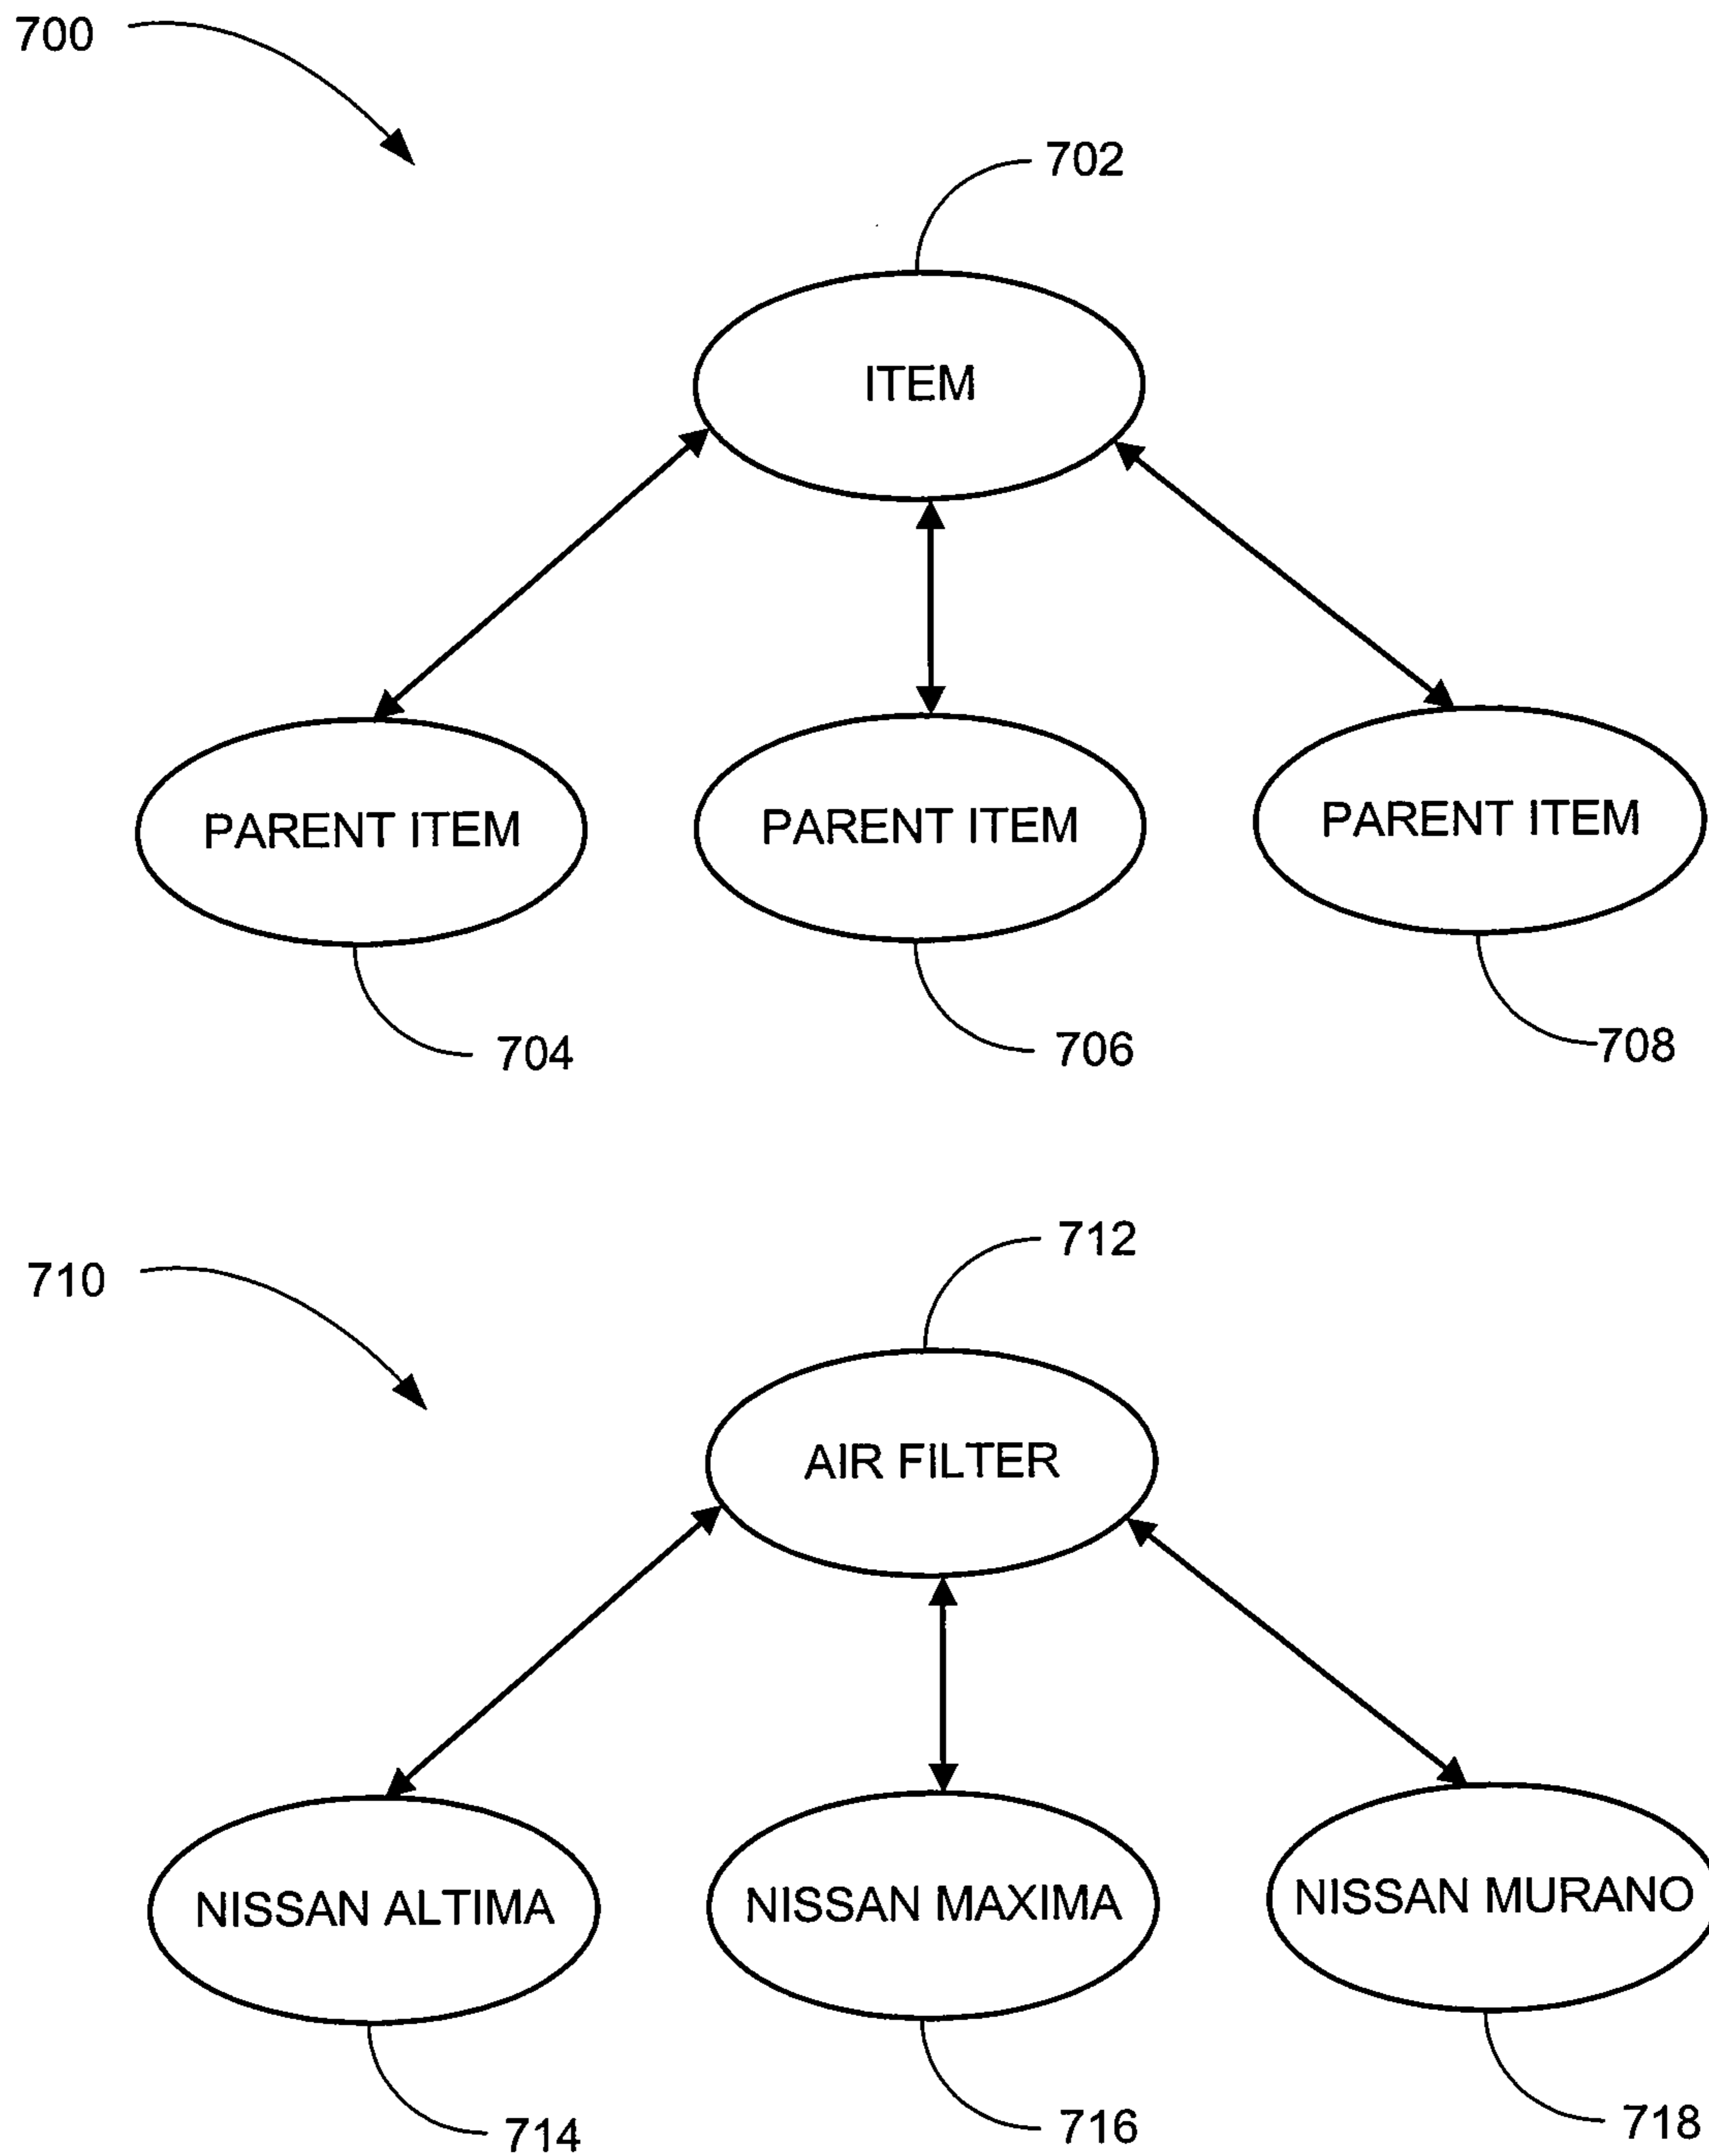 700
702
ITEM
PARENT ITEM
PARENT ITEM
PARENT ITEM
704
706
708
710
712
AIR FILTER
NISSAN ALTIMA
NISSAN MAXIMA
NISSAN MURANO
714
716
718